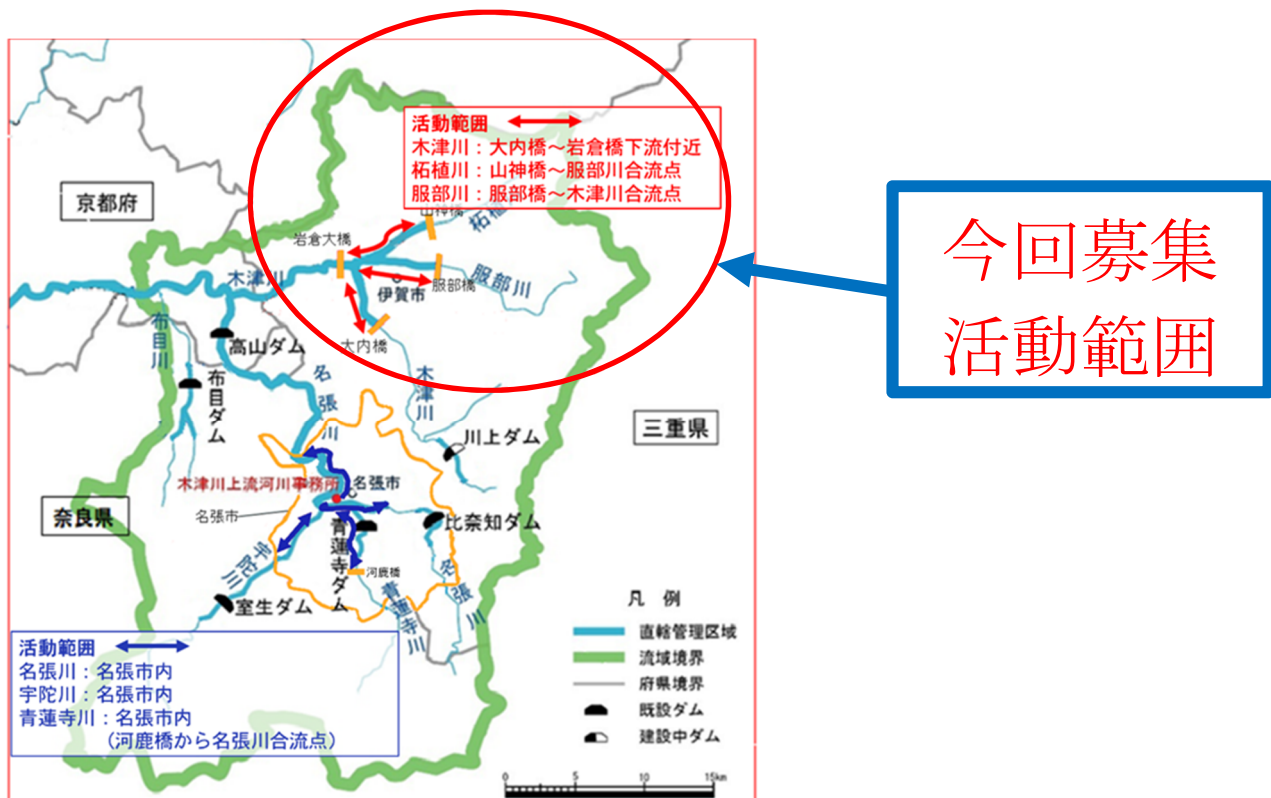 活動範囲
木津川：大内橋～岩倉橋下流付近
柘植川：山神橋～服部川合流点
服部川：服部橋～木津川合流点
今回募集
活動範囲
京都府
山神橋
柘植
岩倉大橋
木津川
服部橋
服部川
伊賀市
大内橋
布目川
高山ダム
布目ダム
名張川
木津川
川上ダム
三重県
木津川上流河川事務所
名張市
名張市
奈良県
比奈知ダム
青蓮寺ダム
宇陀川
河鹿橋
室生ダム
青蓮寺川
名張川
活動範囲
名張川：名張市内
宇陀川：名張市内
青蓮寺川：名張市内
（河鹿橋から名張川合流点）
凡 例
直轄管理区域
流域境界
府県境界
既設ダム
建設中ダム
0 5 10 15km